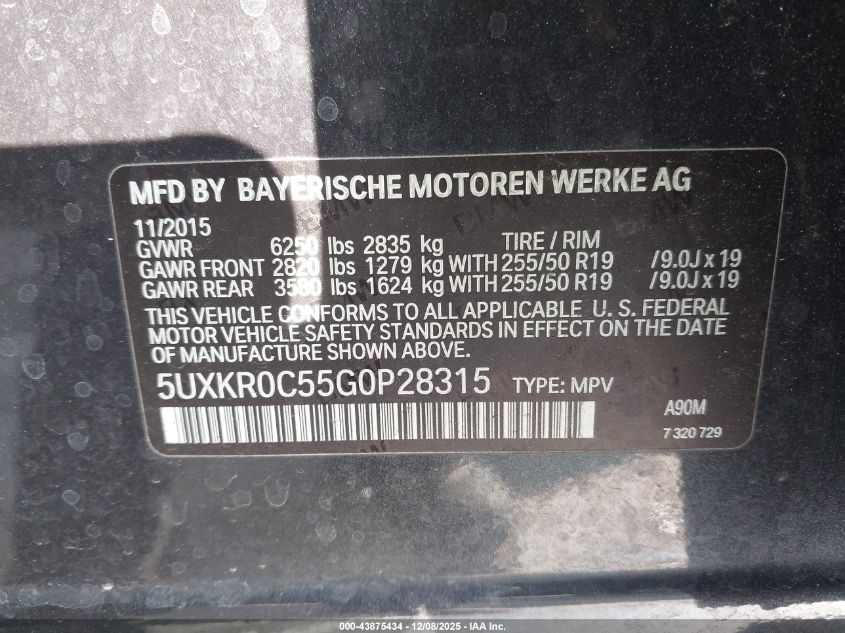 MFD BY BAYERISCHE MOTOREN WERKE AG
11/2015
GVWR 6250 lbs 2835 kg TIRE / RIM
GAWR FRONT 2820 lbs 1279 kg WITH 255/50 R19 /9.0J x 19
GAWR REAR 3580 lbs 1624 kg WITH 255/50 R19 /9.0J x 19
THIS VEHICLE CONFORMS TO ALL APPLICABLE U. S. FEDERAL
MOTOR VEHICLE SAFETY STANDARDS IN EFFECT ON THE DATE
OF MANUFACTURE SHOWN ABOVE.
5UXKR0C55G0P28315 TYPE: MPV
A90M
7 320 729
000-43875434 - 12/08/2025 - IAA Inc.